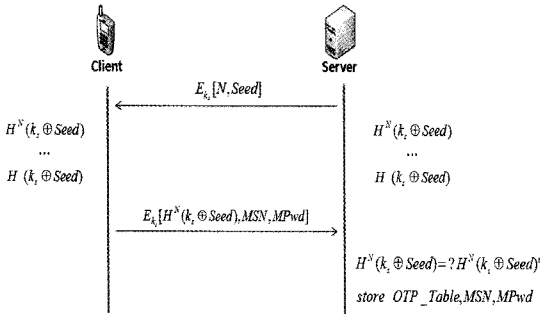 Client Server
E_{k_s}[N,Seed]
H^N(k_s⊕Seed) H^N(k_s⊕Seed)
... ...
H (k_s⊕Seed) H (k_s⊕Seed)
E_{k_s}[H^N(k_s⊕Seed),MSN,MPwd]
H^N(k_s⊕Seed)=?H^N(k_s⊕Seed)'
store OTP_Table,MSN,MPwd